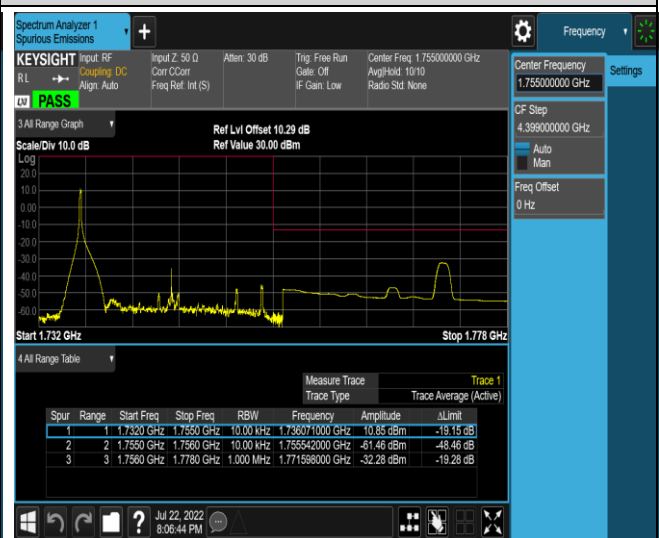 Spectrum Analyzer 1
Spurious Emissions
+
Frequency
KEYSIGHT Input: RF Input Z: 50 Ω Atten: 30 dB Trig: Free Run Center Freq: 1.755000000 GHz
RL Coupling: DC Corr CCorr Gate: Off Avg|Hold: 10/10
Align: Auto Freq Ref: Int (S) IF Gain: Low Radio Std: None
LXI PASS
Center Frequency
1.755000000 GHz
Settings
CF Step
4.399000000 GHz
Auto
Man
Freq Offset
0 Hz
3 All Range Graph
Ref Lvl Offset 10.29 dB
Scale/Div 10.0 dB Ref Value 30.00 dBm
Log
20.0
10.0
0.00
-10.0
-20.0
-30.0
-40.0
-50.0
-60.0
Start 1.732 GHz Stop 1.778 GHz
4 All Range Table
Measure Trace Trace 1
Trace Type Trace Average (Active)
Spur Range Start Freq Stop Freq RBW Frequency Amplitude ΔLimit
1 1 1.7320 GHz 1.7550 GHz 10.00 kHz 1.736071000 GHz 10.85 dBm -19.15 dB
2 2 1.7550 GHz 1.7560 GHz 10.00 kHz 1.755542000 GHz -61.46 dBm -48.46 dB
3 3 1.7560 GHz 1.7780 GHz 1.000 MHz 1.771598000 GHz -32.28 dBm -19.28 dB
? Jul 22, 2022
8:06:44 PM